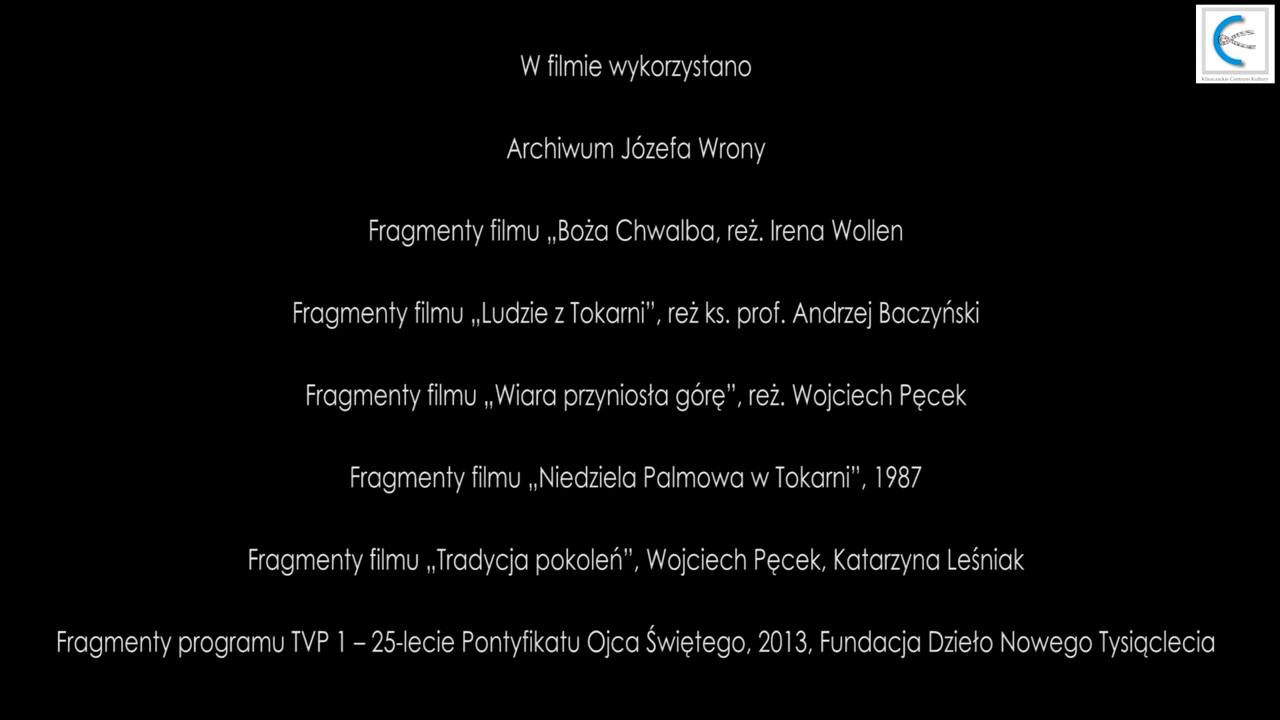 W filmie wykorzystano
Archiwum Józefa Wrony
Fragmenty filmu „Boża Chwalba, reż. Irena Wollen
Fragmenty filmu „Ludzie z Tokarni”, reż ks. prof. Andrzej Baczyński
Fragmenty filmu „Wiara przyniosła górę”, reż. Wojciech Pęcek
Fragmenty filmu „Niedziela Palmowa w Tokarni”, 1987
Fragmenty filmu „Tradycja pokoleń”, Wojciech Pęcek, Katarzyna Leśniak
Fragmenty programu TVP 1 – 25-lecie Pontyfikatu Ojca Świętego, 2013, Fundacja Dzieło Nowego Tysiąclecia
Centrum Kultury